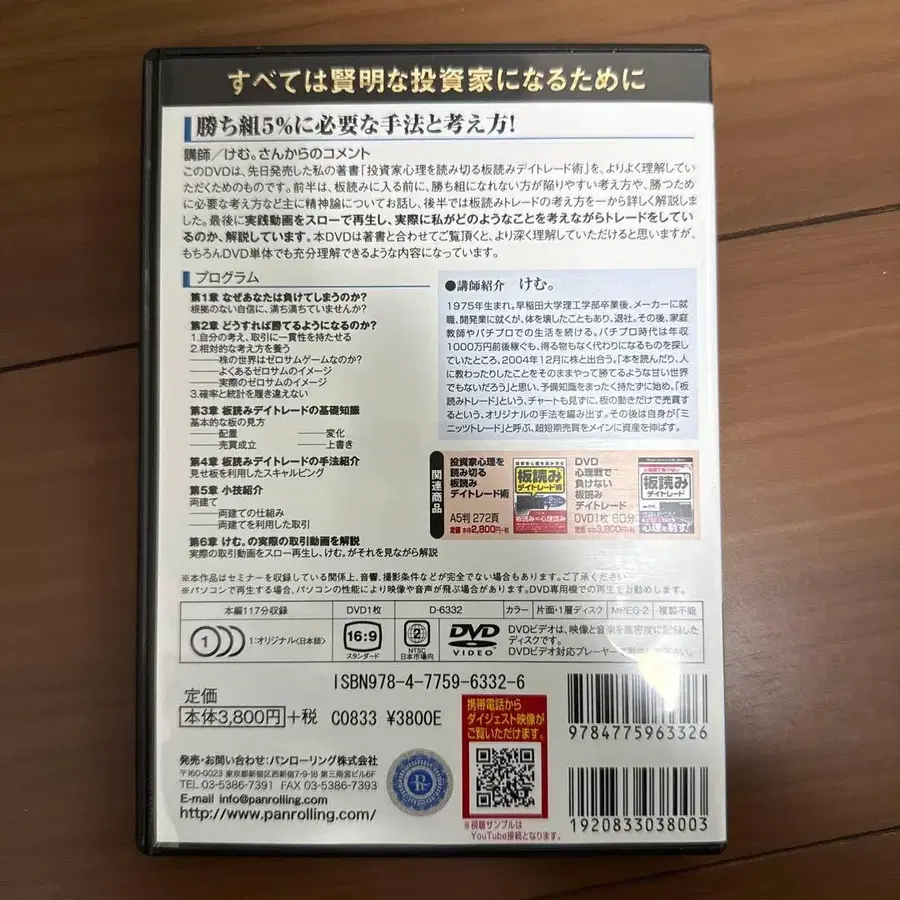 すべては賢明な投資家になるために
勝ち組5%に必要な手法と考え方!
講師/けむ。さんからのコメント
このDVDは、先日発売した私の著書「投資家心理を読み切る板読みデイトレード術」を、よりよく理解してい
ただくためのものです。前半は、板読みに入る前に、勝ち組になれない方が陥りやすい考え方や、勝つため
に必要な考え方など主に精神論についてお話し、後半では板読みトレードの考え方を一から詳しく解説しま
した。最後に実践動画をスローで再生し、実際に私がどのようなことを考えながらトレードをして
いるのか、解説しています。本DVDは著書と合わせてご覧頂くと、より深く理解していただけると思いますが、
もちろんDVD単体でも充分理解できるような内容になっています。
プログラム
第1章 なぜあなたは負けてしまうのか?
根拠のない自信に、満ち満ちていませんか?
第2章 どうすれば勝てるようになるのか?
1.自分の考え、取引に一貫性を持たせる
2.相対的な考え方を養う
──株の世界はゼロサムゲームなのか?
──よくあるゼロサムのイメージ
──実際のゼロサムのイメージ
3.確率と統計を履き違えない
第3章 板読みデイトレードの基礎知識
基本的な板の見方
──配置 ──変化
──売買成立 ──上書き
第4章 板読みデイトレードの手法紹介
見せ板を利用したスキャルピング
第5章 小技紹介
両建て
──両建ての仕組み
──両建てを利用した取引
第6章 けむ。の実際の取引動画を解説
実際の取引動画をスロー再生し、けむ。がそれを見ながら解説
●講師紹介 けむ。
1975年生まれ。早稲田大学理工学部卒業後、メーカーに就
職、開発業に就くが、体を壊したこともあり、退社。その後、家庭
教師やパチプロでの生活を続ける。パチプロ時代は年収
1000万円前後稼ぐも、得る物もなく代わりになるものを探し
ていたところ、2004年12月に株と出合う。「本を読んだり、人
に教わったりしたことをそのままやって勝てるような甘い世界
でもないだろう」と思い、予備知識をまったく持たずに始め、「板
読みトレード」という、チャートも見ずに、板の動きだけで売買す
るという、オリジナルの手法を編み出す。その後は自身が「ミ
ニッツトレード」と呼ぶ、超短期売買をメインに資産を伸ばす。
関連商品
投資家心理を
読み切る
板読み
デイトレード術
A5判 272頁
定価 本体2,800円+税
板読み
デイトレード術
DVD
心理戦で
負けない
板読み
デイトレード
DVD1枚 60分
定価 本体3,800円+税
板読み
デイトレード
※本作品はセミナーを収録している関係上、音響、撮影条件などが完全でない場合もあります。ご了承ください。
※パソコンで再生する場合、パソコンの性能により映像や音声が飛ぶ場合があります。DVD専用機での再生をお勧めします。
本編117分収録 DVD1枚 D-6332 カラー 片面・1層ディスク MPEG-2 複製不能
1 1:オリジナル<日本語> 16:9 スタンダード 2 NTSC 日本市場向 DVD VIDEO
DVDビデオは、映像と音楽を高密度に記録した
ディスクです。
DVDビデオ対応プレーヤーで
ISBN978-4-7759-6332-6
定価
本体3,800円+税 C0833 ¥3800E
携帯電話から
ダイジェスト映像が
ご覧いただけます。
※視聴サンプルは
YouTube接続となります。
9784775963326
1920833038003
発売・お問い合わせ:パンローリング株式会社
〒160-0023 東京都新宿区西新宿7-9-18 第三雨宮ビル6F
TEL 03-5386-7391 FAX 03-5386-7393
E-mail info@panrolling.com
http://www.panrolling.com/